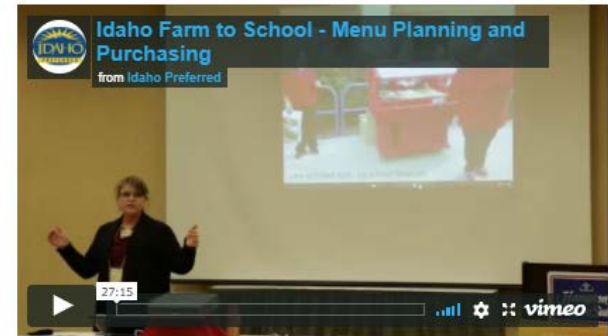 Idaho Farm to School - Menu Planning and
Purchasing
from Idaho Preferred
IDAHO
27:15
vimeo